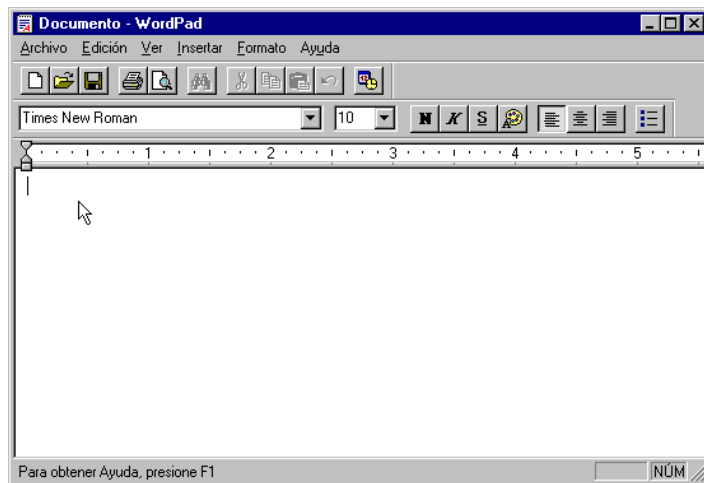 Documento - WordPad
Archivo Edición Ver Insertar Formato Ayuda
Times New Roman 10 N K S
1 2 3 4 5
Para obtener Ayuda, presione F1 NÚM